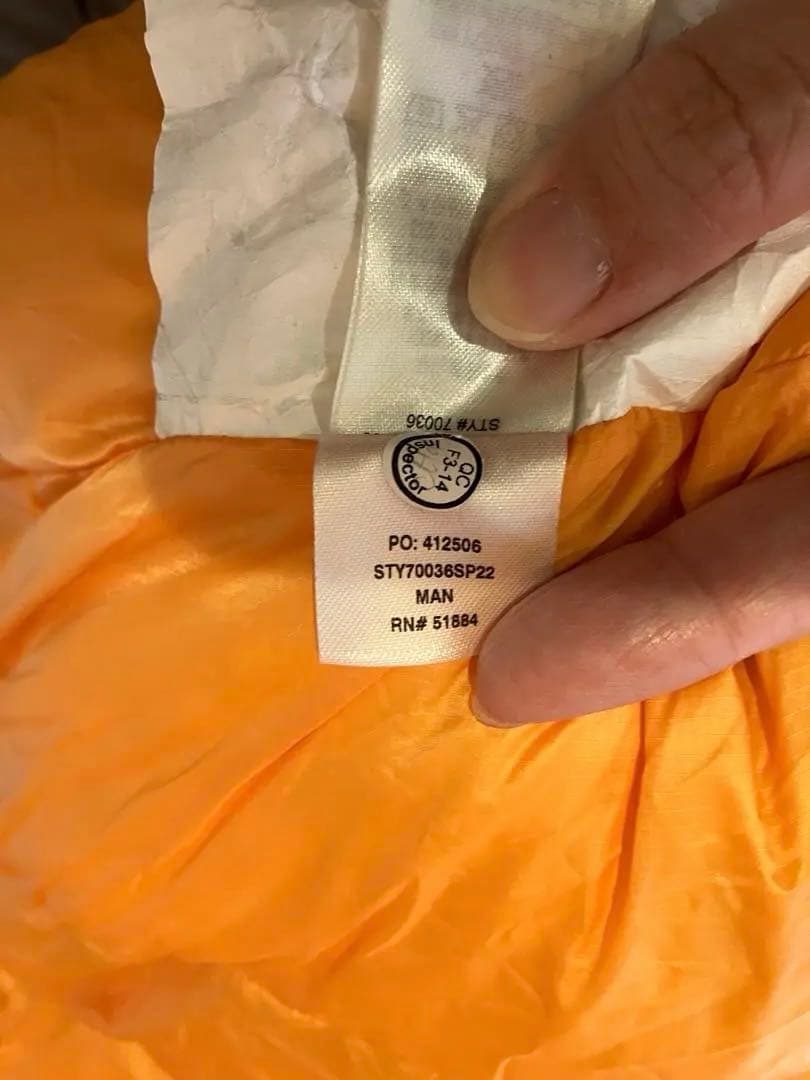 STY# 70036
QC
F3-14
Inspector
PO: 412506
STY70036SP22
MAN
RN# 51884